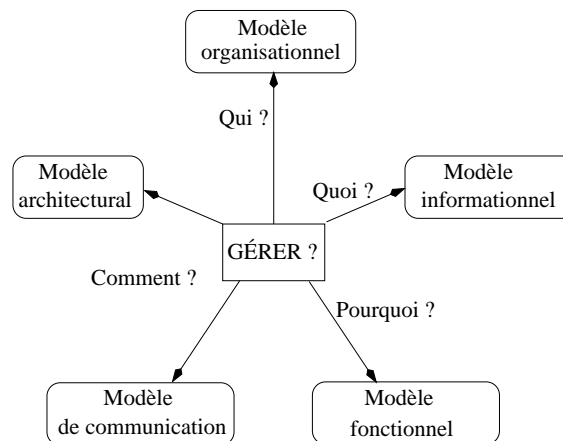 Modèle
organisationnel
Qui ?
Modèle
architectural
Quoi ?
Modèle
informationnel
GÉRER ?
Comment ?
Pourquoi ?
Modèle
de communication
Modèle
fonctionnel